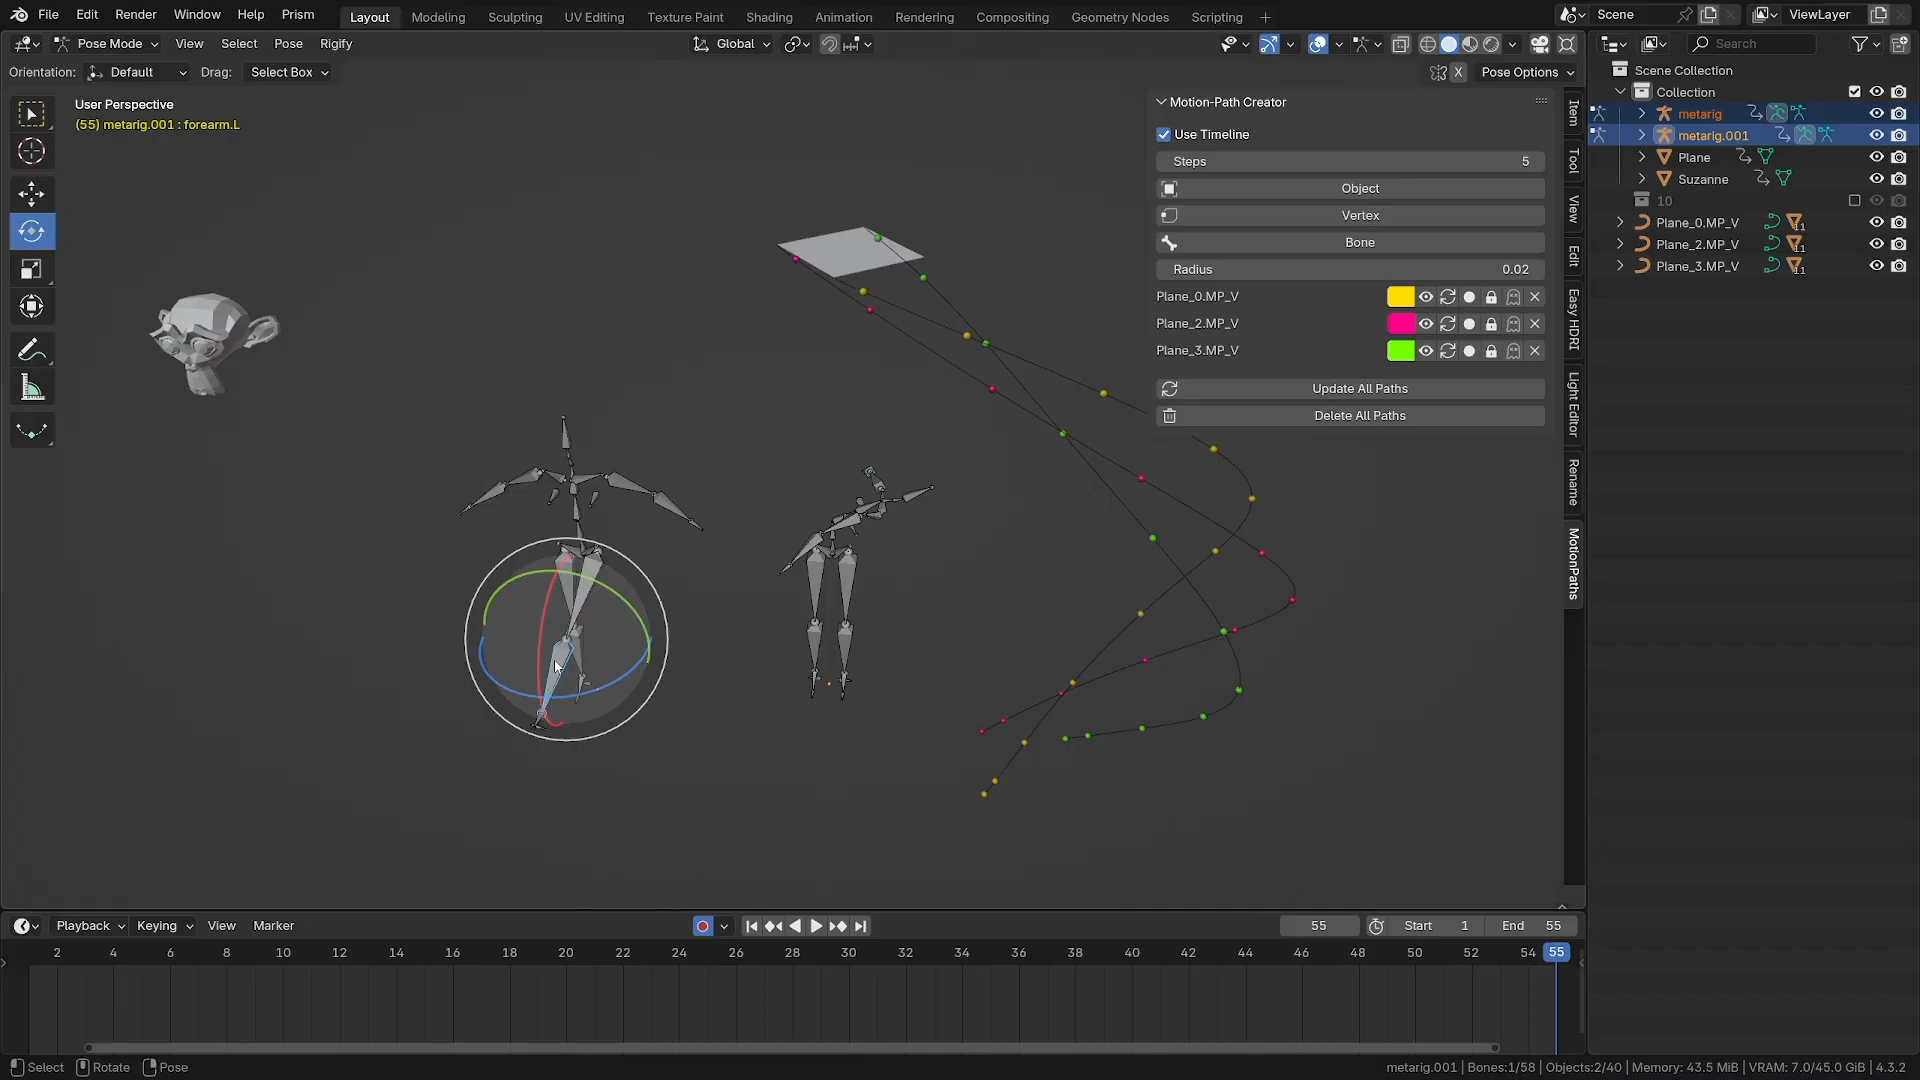 File Edit Render Window Help Prism Layout Modeling Sculpting UV Editing Texture Paint Shading Animation Rendering Compositing Geometry Nodes Scripting + Scene ViewLayer
Pose Mode View Select Pose Rigify Global Search
Orientation: Default Drag: Select Box X Pose Options
Scene Collection
Collection
metarig
metarig.001
Plane
Suzanne
10
Plane_0.MP_V 11
Plane_2.MP_V 11
Plane_3.MP_V 11
User Perspective
(55) metarig.001 : forearm.L
Motion-Path Creator
Use Timeline
Steps 5
Object
Vertex
Bone
Radius 0.02
Plane_0.MP_V
Plane_2.MP_V
Plane_3.MP_V
Update All Paths
Delete All Paths
Item
Tool
View
Edit
Easy HDRI
Light Editor
Rename
MotionPaths
Playback Keying View Marker 55 Start 1 End 55
2 4 6 8 10 12 14 16 18 20 22 24 26 28 30 32 34 36 38 40 42 44 46 48 50 52 54 55
Select Rotate Pose metarig.001 | Bones:1/58 | Objects:2/40 | Memory: 43.5 MiB | VRAM: 7.0/45.0 GiB | 4.3.2